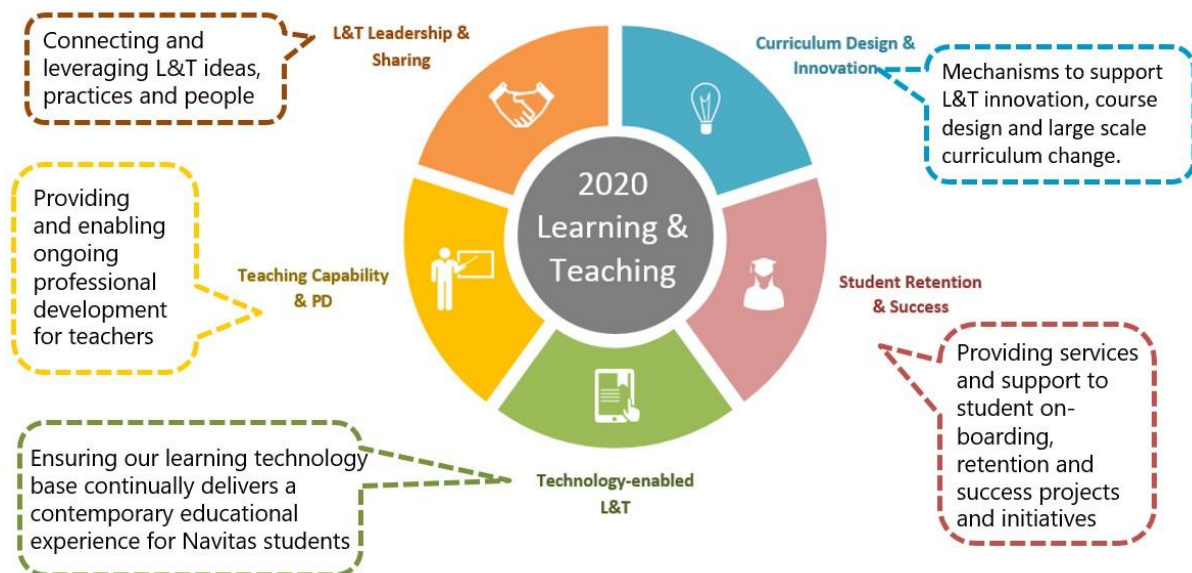 Connecting and
leveraging L&T ideas,
practices and people
L&T Leadership &
Sharing
Curriculum Design &
Innovation
Mechanisms to support
L&T innovation, course
design and large scale
curriculum change.
2020
Learning &
Teaching
Providing
and enabling
ongoing
professional
development
for teachers
Teaching Capability
& PD
Student Retention
& Success
Providing services
and support to
student on-
boarding,
retention and
success projects
and initiatives
Ensuring our learning technology
base continually delivers a
contemporary educational
experience for Navitas students
Technology-enabled
L&T